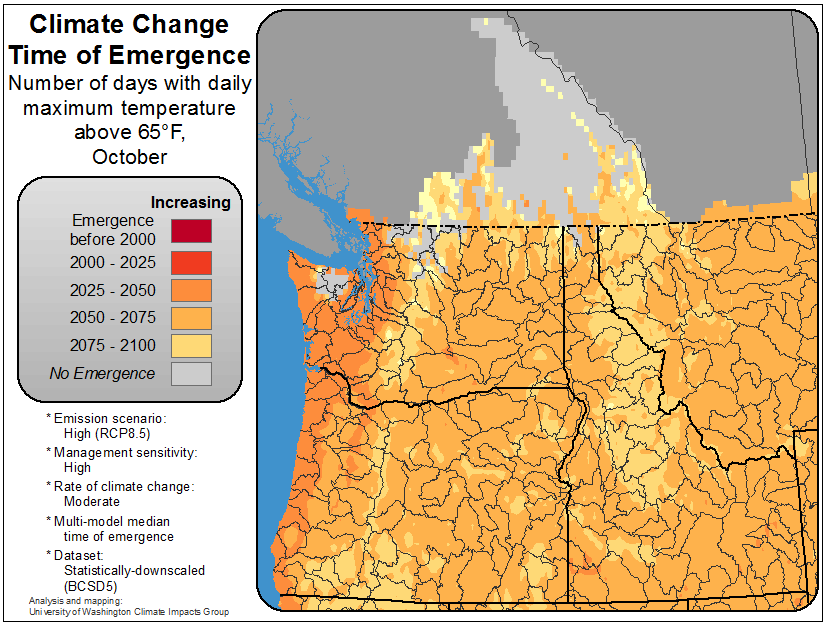 Climate Change
Time of Emergence
Number of days with daily
maximum temperature
above 65°F,
October
Increasing
Emergence
before 2000
2000 - 2025
2025 - 2050
2050 - 2075
2075 - 2100
No Emergence
* Emission scenario:
High (RCP8.5)
* Management sensitivity:
High
* Rate of climate change:
Moderate
* Multi-model median
time of emergence
* Dataset:
Statistically-downscaled
(BCSD5)
Analysis and mapping:
University of Washington Climate Impacts Group